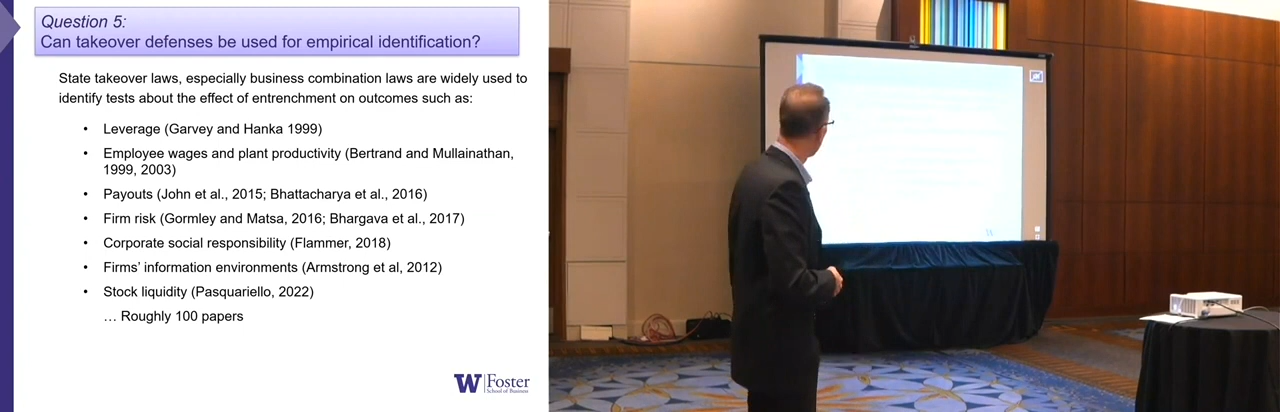 Question 5:
Can takeover defenses be used for empirical identification?
State takeover laws, especially business combination laws are widely used to
identify tests about the effect of entrenchment on outcomes such as:
• Leverage (Garvey and Hanka 1999)
• Employee wages and plant productivity (Bertrand and Mullainathan,
1999, 2003)
• Payouts (John et al., 2015; Bhattacharya et al., 2016)
• Firm risk (Gormley and Matsa, 2016; Bhargava et al., 2017)
• Corporate social responsibility (Flammer, 2018)
• Firms' information environments (Armstrong et al, 2012)
• Stock liquidity (Pasquariello, 2022)
… Roughly 100 papers
W Foster
School of Business